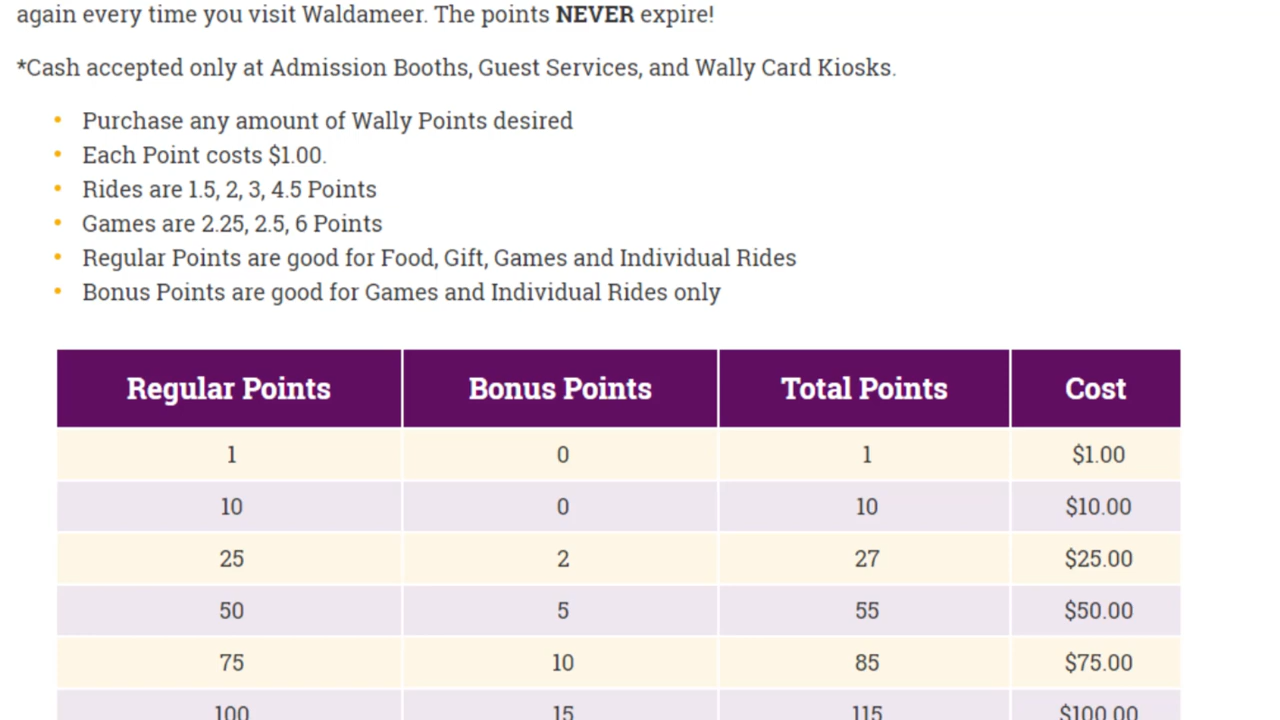 again every time you visit Waldameer. The points NEVER expire!
*Cash accepted only at Admission Booths, Guest Services, and Wally Card Kiosks.
• Purchase any amount of Wally Points desired
• Each Point costs $1.00.
• Rides are 1.5, 2, 3, 4.5 Points
• Games are 2.25, 2.5, 6 Points
• Regular Points are good for Food, Gift, Games and Individual Rides
• Bonus Points are good for Games and Individual Rides only
Regular Points Bonus Points Total Points Cost
1 0 1 $1.00
10 0 10 $10.00
25 2 27 $25.00
50 5 55 $50.00
75 10 85 $75.00
100 15 115 $100.00